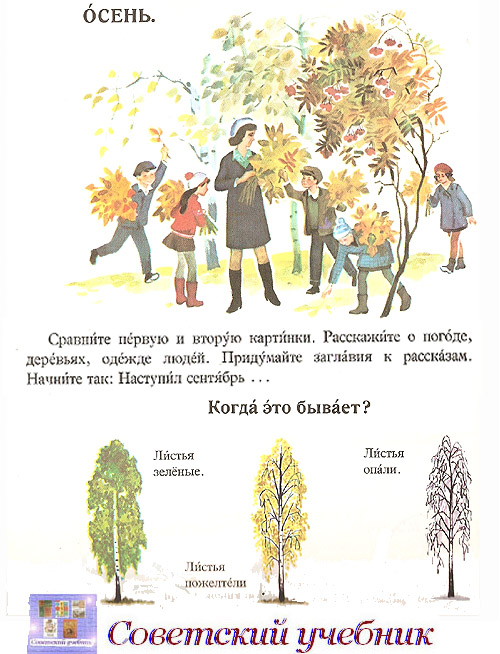 О́СЕНЬ.
Сравни́те пе́рвую и втору́ю карти́нки. Расскажи́те о пого́де,
дере́вьях, оде́жде люде́й. Приду́майте загла́вия к расска́зам.
Начни́те так: Наступи́л сентя́брь ...
Когда́ э́то быва́ет?
Ли́стья
зелёные.
Ли́стья
опа́ли.
Ли́стья
пожелте́ли
Советский учебник
Советский учебник